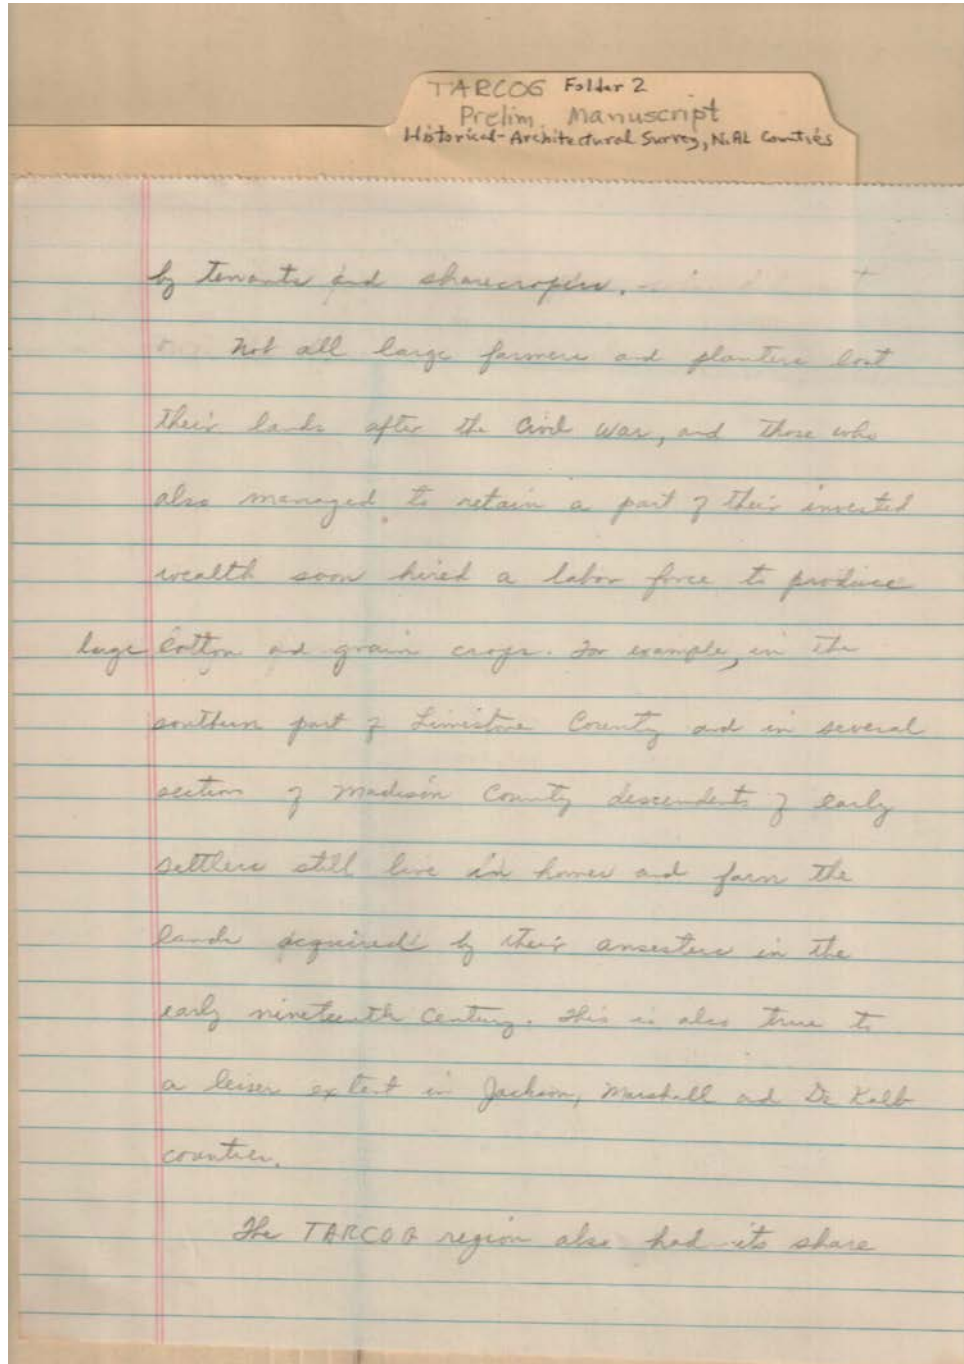 TARCOG Folder 2
Prelim. Manuscript
Historical-Architectural Survey, N. AL Counties
by tenants and sharecropers.
Not all large farmers and planters lost
their lands after the Civil War, and those who
also managed to retain a part of their invested
wealth soon hired a labor force to produce
large Cotton and grain crops. For example, in the
southern part of Limestone County and in several
section of Madison County descendents of early
settlers still live in homes and farm the
lands acquired by their ansesters in the
early nineteenth century. This is also true to
a leiser extent in Jackson, Marshall and De Kalb
counties.
The TARCOG region also had its share